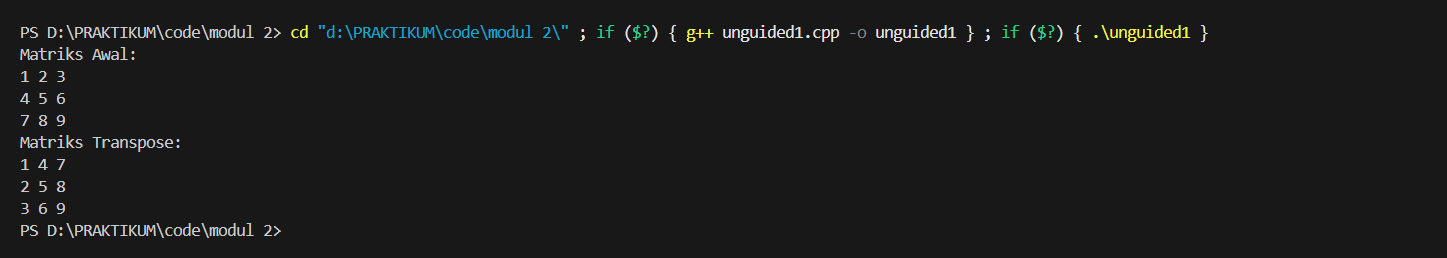 PS D:\PRAKTIKUM\code\modul 2> cd "d:\PRAKTIKUM\code\modul 2\" ; if ($?) { g++ unguided1.cpp -o unguided1 } ; if ($?) { .\unguided1 }
Matriks Awal:
1 2 3
4 5 6
7 8 9
Matriks Transpose:
1 4 7
2 5 8
3 6 9
PS D:\PRAKTIKUM\code\modul 2>